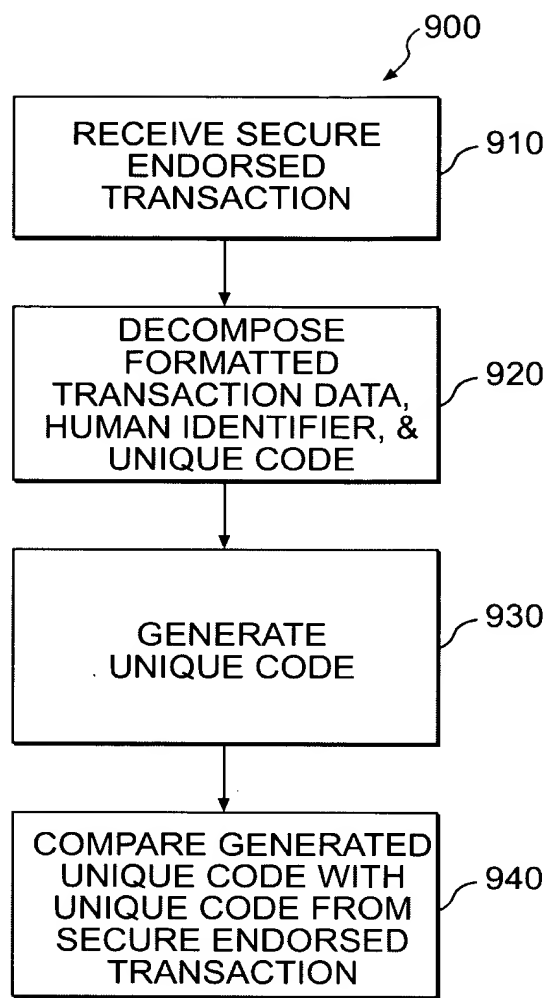 900
RECEIVE SECURE
ENDORSED
TRANSACTION
910
DECOMPOSE
FORMATTED
TRANSACTION DATA,
HUMAN IDENTIFIER, &
UNIQUE CODE
920
GENERATE
UNIQUE CODE
930
COMPARE GENERATED
UNIQUE CODE WITH
UNIQUE CODE FROM
SECURE ENDORSED
TRANSACTION
940